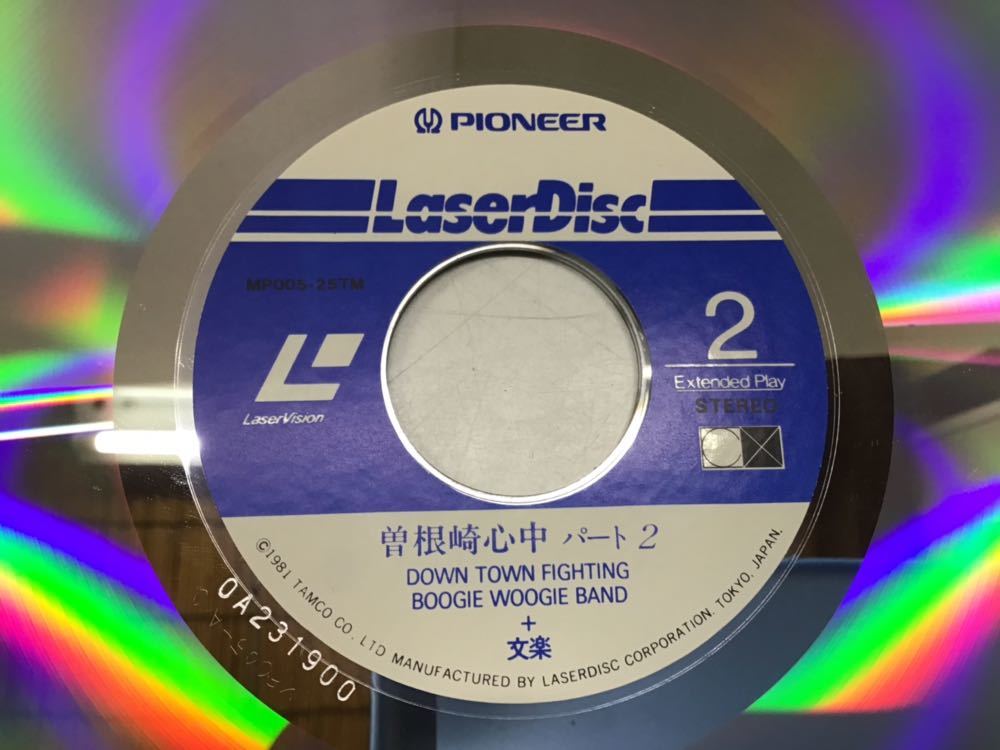 PIONEER
LaserDisc
MP005-25TM
LaserVision
2
Extended Play
STEREO
曽根崎心中 パート 2
DOWN TOWN FIGHTING
BOOGIE WOOGIE BAND
+
文楽
©1981 TAMCO CO. LTD MANUFACTURED BY LASERDISC CORPORATION. TOKYO. JAPAN.
0A231900